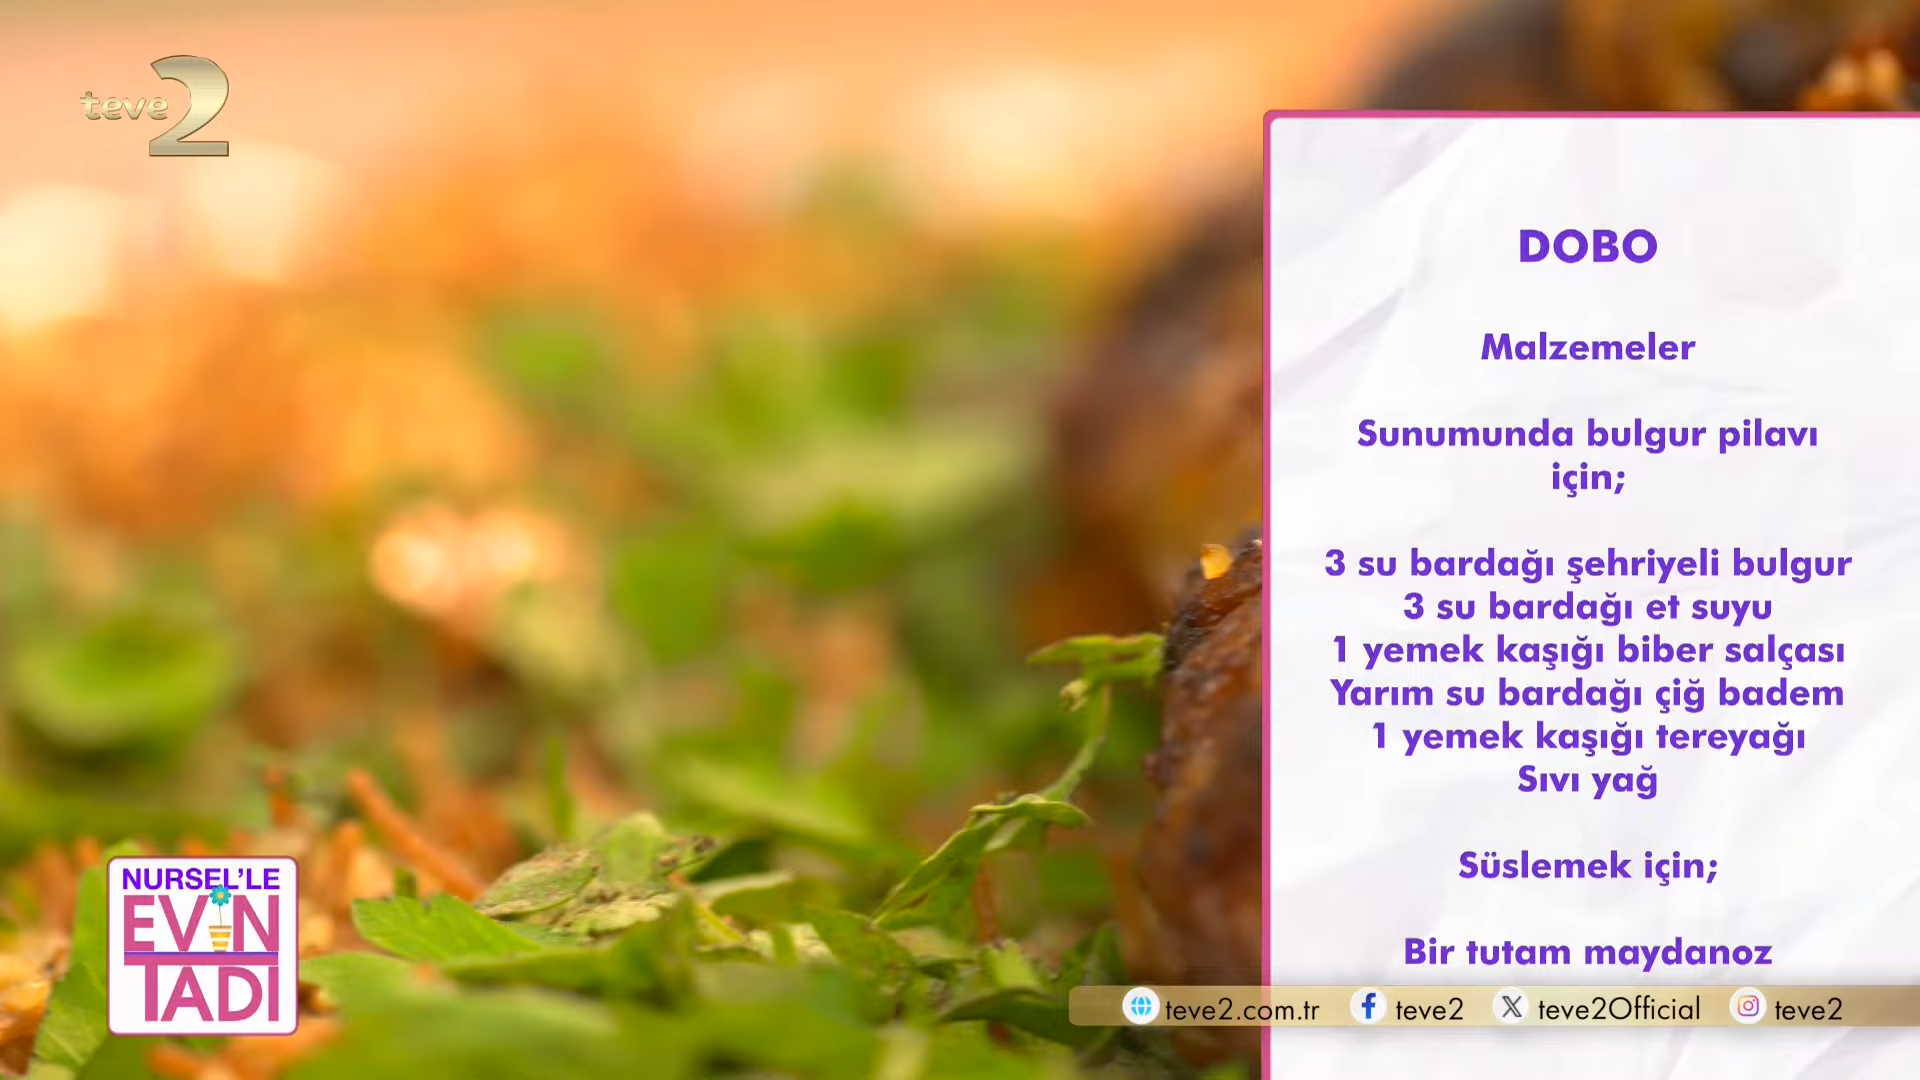 teve2
DOBO
Malzemeler
Sunumunda bulgur pilavı
için;
3 su bardağı şehriyeli bulgur
3 su bardağı et suyu
1 yemek kaşığı biber salçası
Yarım su bardağı çiğ badem
1 yemek kaşığı tereyağı
Sıvı yağ
Süslemek için;
Bir tutam maydanoz
NURSEL'LE
EVİN
TADI
teve2.com.tr teve2 teve2Official teve2